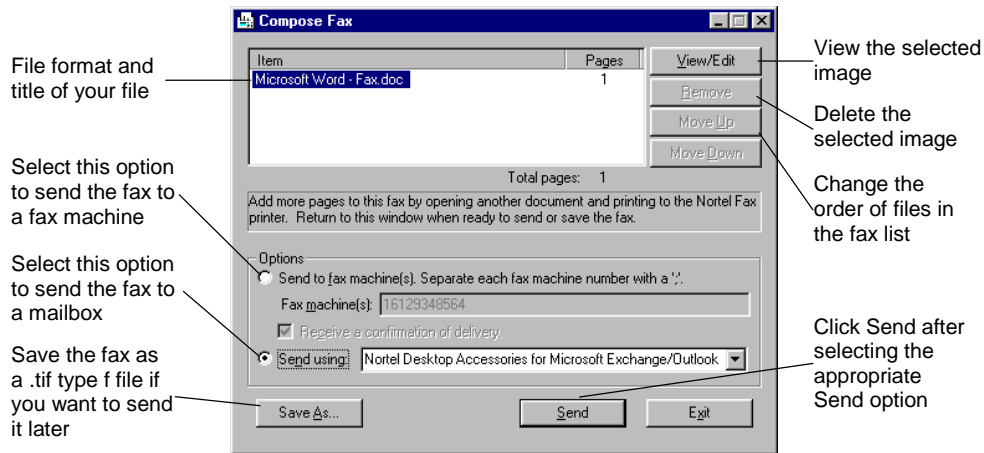 Compose Fax
File format and
title of your file
Select this option
to send the fax to
a fax machine
Select this option
to send the fax to
a mailbox
Save the fax as
a .tif type f file if
you want to send
it later
Item Pages
Microsoft Word - Fax.doc 1
View/Edit
Remove
Move Up
Move Down
Total pages: 1
Add more pages to this fax by opening another document and printing to the Nortel Fax
printer. Return to this window when ready to send or save the fax.
Options
Send to fax machine(s). Separate each fax machine number with a ';'.
Fax machine(s): 16129348564
Receive a confirmation of delivery.
Send using: Nortel Desktop Accessories for Microsoft Exchange/Outlook
Save As... Send Exit
View the selected
image
Delete the
selected image
Change the
order of files in
the fax list
Click Send after
selecting the
appropriate
Send option